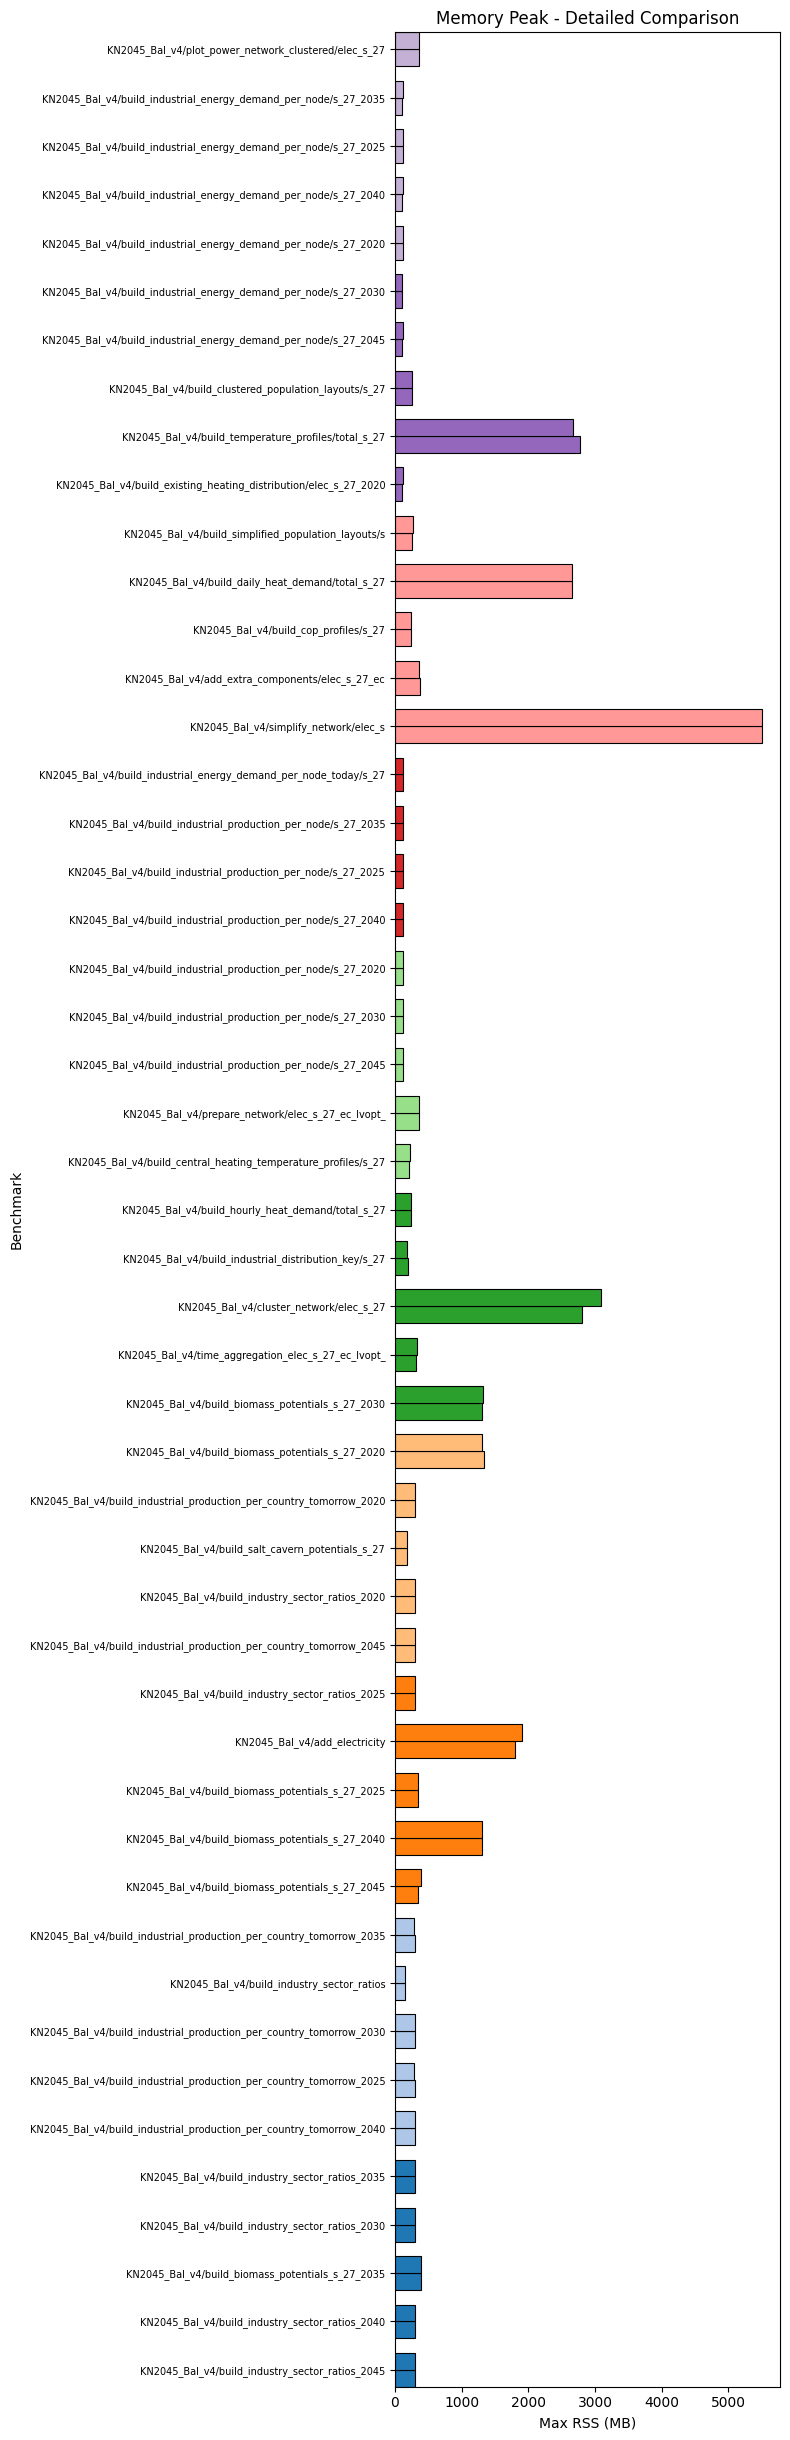 Memory Peak - Detailed Comparison
KN2045_Bal_v4/plot_power_network_clustered/elec_s_27
KN2045_Bal_v4/build_industrial_energy_demand_per_node/s_27_2035
KN2045_Bal_v4/build_industrial_energy_demand_per_node/s_27_2025
KN2045_Bal_v4/build_industrial_energy_demand_per_node/s_27_2040
KN2045_Bal_v4/build_industrial_energy_demand_per_node/s_27_2020
KN2045_Bal_v4/build_industrial_energy_demand_per_node/s_27_2030
KN2045_Bal_v4/build_industrial_energy_demand_per_node/s_27_2045
KN2045_Bal_v4/build_clustered_population_layouts/s_27
KN2045_Bal_v4/build_temperature_profiles/total_s_27
KN2045_Bal_v4/build_existing_heating_distribution/elec_s_27_2020
KN2045_Bal_v4/build_simplified_population_layouts/s
KN2045_Bal_v4/build_daily_heat_demand/total_s_27
KN2045_Bal_v4/build_cop_profiles/s_27
KN2045_Bal_v4/add_extra_components/elec_s_27_ec
KN2045_Bal_v4/simplify_network/elec_s
KN2045_Bal_v4/build_industrial_energy_demand_per_node_today/s_27
KN2045_Bal_v4/build_industrial_production_per_node/s_27_2035
KN2045_Bal_v4/build_industrial_production_per_node/s_27_2025
KN2045_Bal_v4/build_industrial_production_per_node/s_27_2040
KN2045_Bal_v4/build_industrial_production_per_node/s_27_2020
KN2045_Bal_v4/build_industrial_production_per_node/s_27_2030
KN2045_Bal_v4/build_industrial_production_per_node/s_27_2045
KN2045_Bal_v4/prepare_network/elec_s_27_ec_lvopt_
KN2045_Bal_v4/build_central_heating_temperature_profiles/s_27
Benchmark
KN2045_Bal_v4/build_hourly_heat_demand/total_s_27
KN2045_Bal_v4/build_industrial_distribution_key/s_27
KN2045_Bal_v4/cluster_network/elec_s_27
KN2045_Bal_v4/time_aggregation_elec_s_27_ec_lvopt_
KN2045_Bal_v4/build_biomass_potentials_s_27_2030
KN2045_Bal_v4/build_biomass_potentials_s_27_2020
KN2045_Bal_v4/build_industrial_production_per_country_tomorrow_2020
KN2045_Bal_v4/build_salt_cavern_potentials_s_27
KN2045_Bal_v4/build_industry_sector_ratios_2020
KN2045_Bal_v4/build_industrial_production_per_country_tomorrow_2045
KN2045_Bal_v4/build_industry_sector_ratios_2025
KN2045_Bal_v4/add_electricity
KN2045_Bal_v4/build_biomass_potentials_s_27_2025
KN2045_Bal_v4/build_biomass_potentials_s_27_2040
KN2045_Bal_v4/build_biomass_potentials_s_27_2045
KN2045_Bal_v4/build_industrial_production_per_country_tomorrow_2035
KN2045_Bal_v4/build_industry_sector_ratios
KN2045_Bal_v4/build_industrial_production_per_country_tomorrow_2030
KN2045_Bal_v4/build_industrial_production_per_country_tomorrow_2025
KN2045_Bal_v4/build_industrial_production_per_country_tomorrow_2040
KN2045_Bal_v4/build_industry_sector_ratios_2035
KN2045_Bal_v4/build_industry_sector_ratios_2030
KN2045_Bal_v4/build_biomass_potentials_s_27_2035
KN2045_Bal_v4/build_industry_sector_ratios_2040
KN2045_Bal_v4/build_industry_sector_ratios_2045
0 1000 2000 3000 4000 5000
Max RSS (MB)